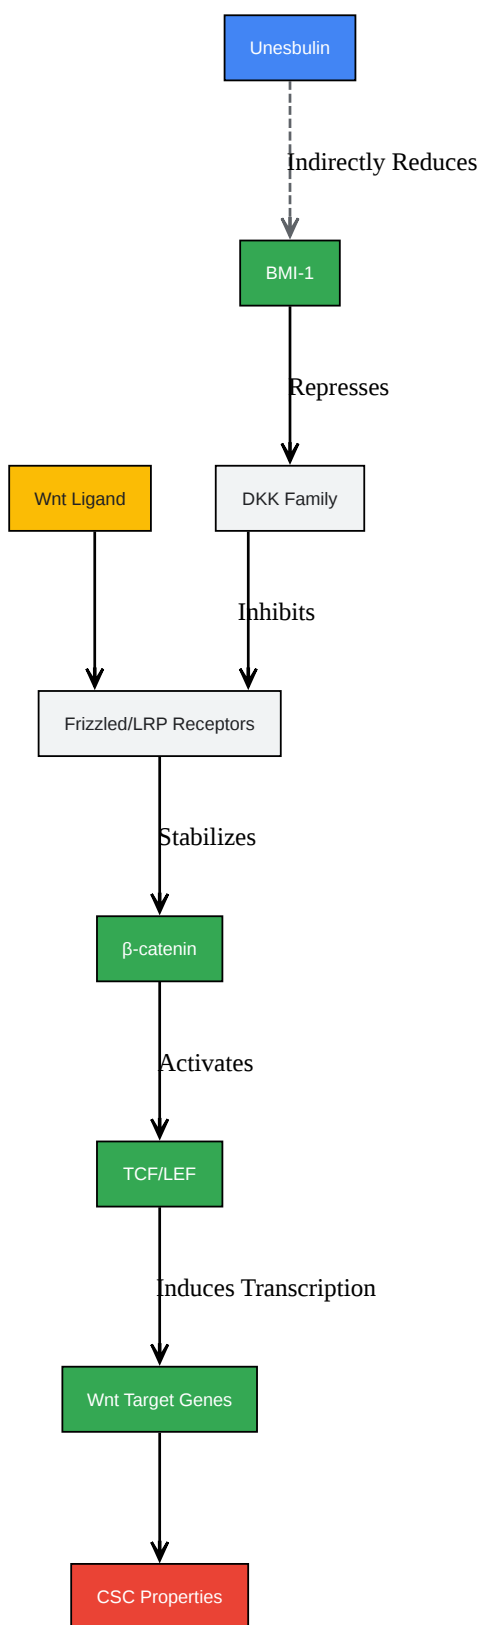 Unesbulin
Indirectly Reduces
BMI-1
Represses
Wnt Ligand
DKK Family
Inhibits
Frizzled/LRP Receptors
Stabilizes
β-catenin
Activates
TCF/LEF
Induces Transcription
Wnt Target Genes
CSC Properties